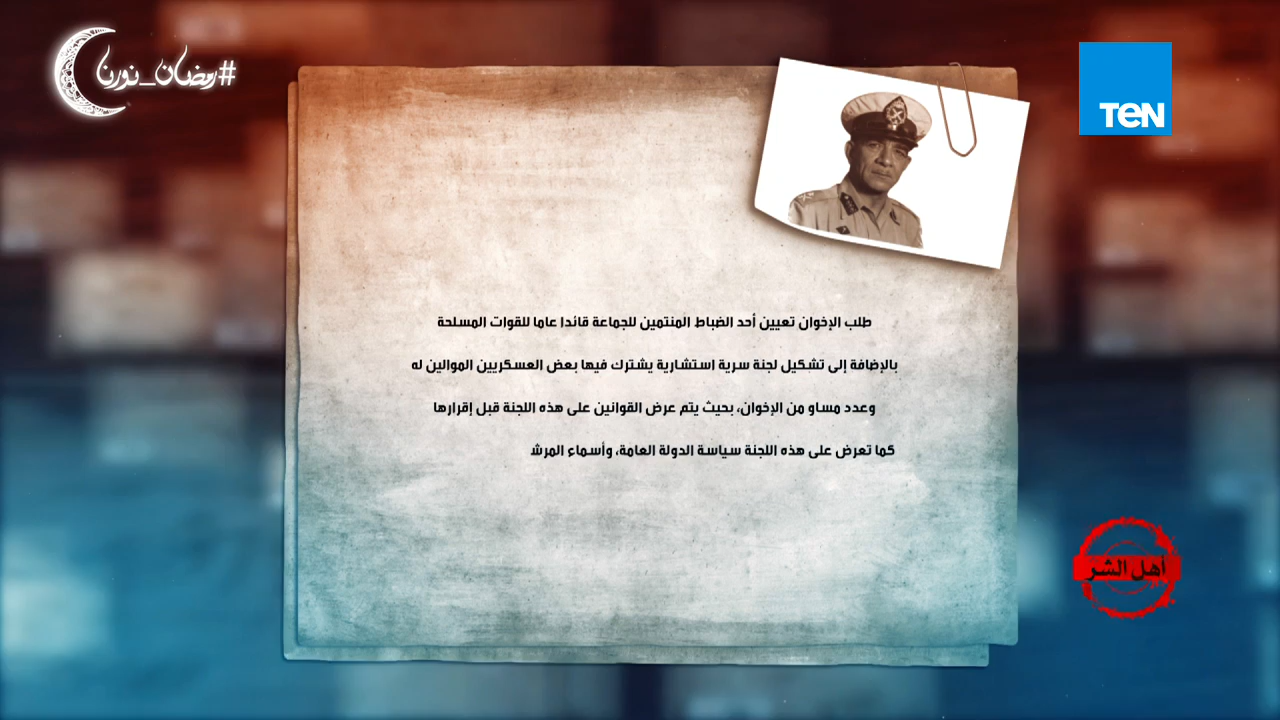 #رمضان_نورنا
TEN
طلب الإخوان تعيين أحد الضباط المنتمين للجماعة قائدا عاما للقوات المسلحة
بالإضافة إلى تشكيل لجنة سرية استشارية يشترك فيها بعض العسكريين الموالين له
وعدد مساو من الإخوان، بحيث يتم عرض القوانين على هذه اللجنة قبل إقرارها
كما تعرض على هذه اللجنة سياسة الدولة العامة، وأسماء المرش
أهل الشر